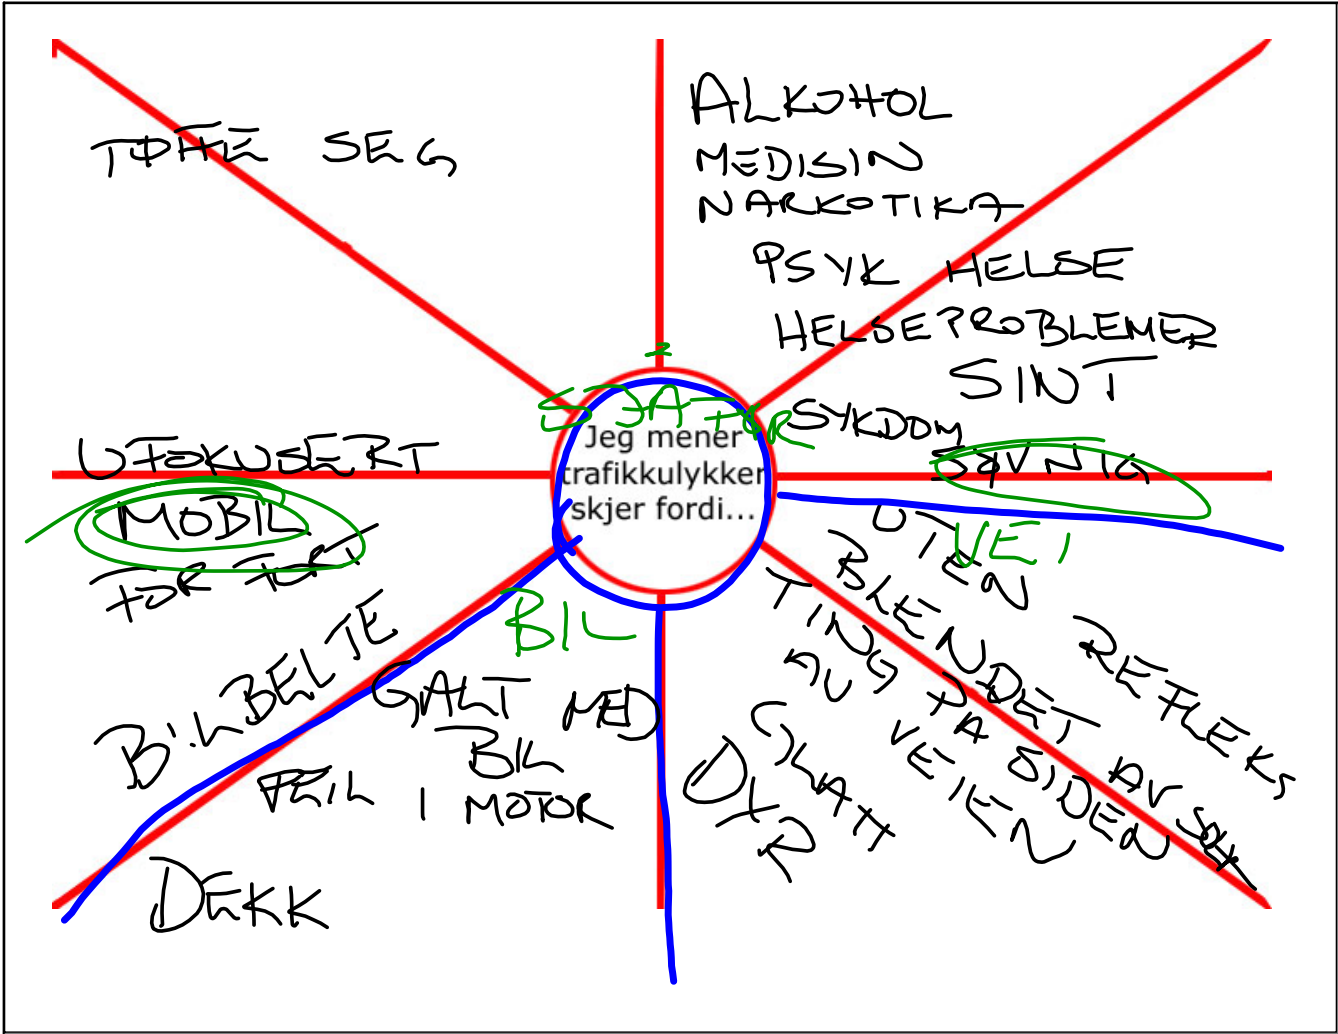 TØFFE SEG
ALKOHOL
MEDISIN
NARKOTIKA
PSYK HELSE
HELSEPROBLEMER
SINT
SYKDOM
SØVNIG
SJÅFØR
Jeg mener
trafikkulykker
skjer fordi...
UFOKUSERT
MOBIL
FOR FORT
BILBELTE
BIL
GALT MED
BIL
FEIL I MOTOR
DEKK
VEI
UTEN REFLEKS
BLENDET AV SOLA
TING PÅ SIDEN
AV VEIEN
GLATT
DYR